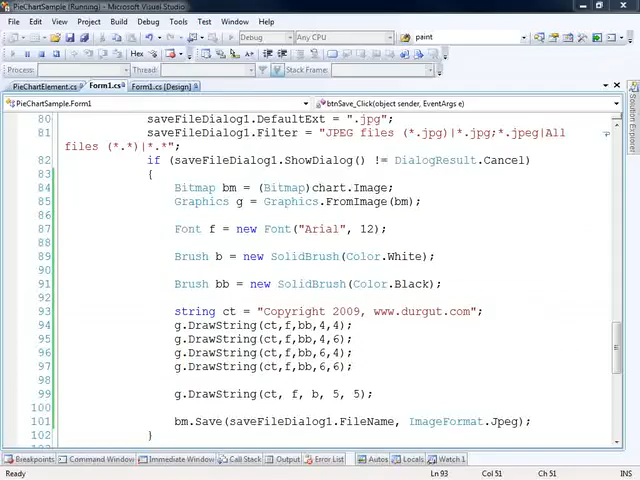 PieChartSample (Running) - Microsoft Visual Studio
File Edit View Project Build Debug Tools Test Window Help
Debug Any CPU paint
Hex
Process: Thread: Stack Frame:
PieChartElement.cs Form1.cs Form1.cs [Design]
PieChartSample.Form1 btnSave_Click(object sender, EventArgs e)
Solution Explorer
80 saveFileDialog1.DefaultExt = ".jpg";
81 saveFileDialog1.Filter = "JPEG files (*.jpg)|*.jpg;*.jpeg|All
files (*.*)|*.*";
82 if (saveFileDialog1.ShowDialog() != DialogResult.Cancel)
83 {
84 Bitmap bm = (Bitmap)chart.Image;
85 Graphics g = Graphics.FromImage(bm);
86
87 Font f = new Font("Arial", 12);
88
89 Brush b = new SolidBrush(Color.White);
90
91 Brush bb = new SolidBrush(Color.Black);
92
93 string ct = "Copyright 2009, www.durgut.com";
94 g.DrawString(ct,f,bb,4,4);
95 g.DrawString(ct,f,bb,4,6);
96 g.DrawString(ct,f,bb,6,4);
97 g.DrawString(ct,f,bb,6,6);
98
99 g.DrawString(ct, f, b, 5, 5);
100
101 bm.Save(saveFileDialog1.FileName, ImageFormat.Jpeg);
102 }
Breakpoints Command Window Immediate Window Call Stack Output Error List Autos Locals Watch 1
Ready Ln 93 Col 51 Ch 51 INS